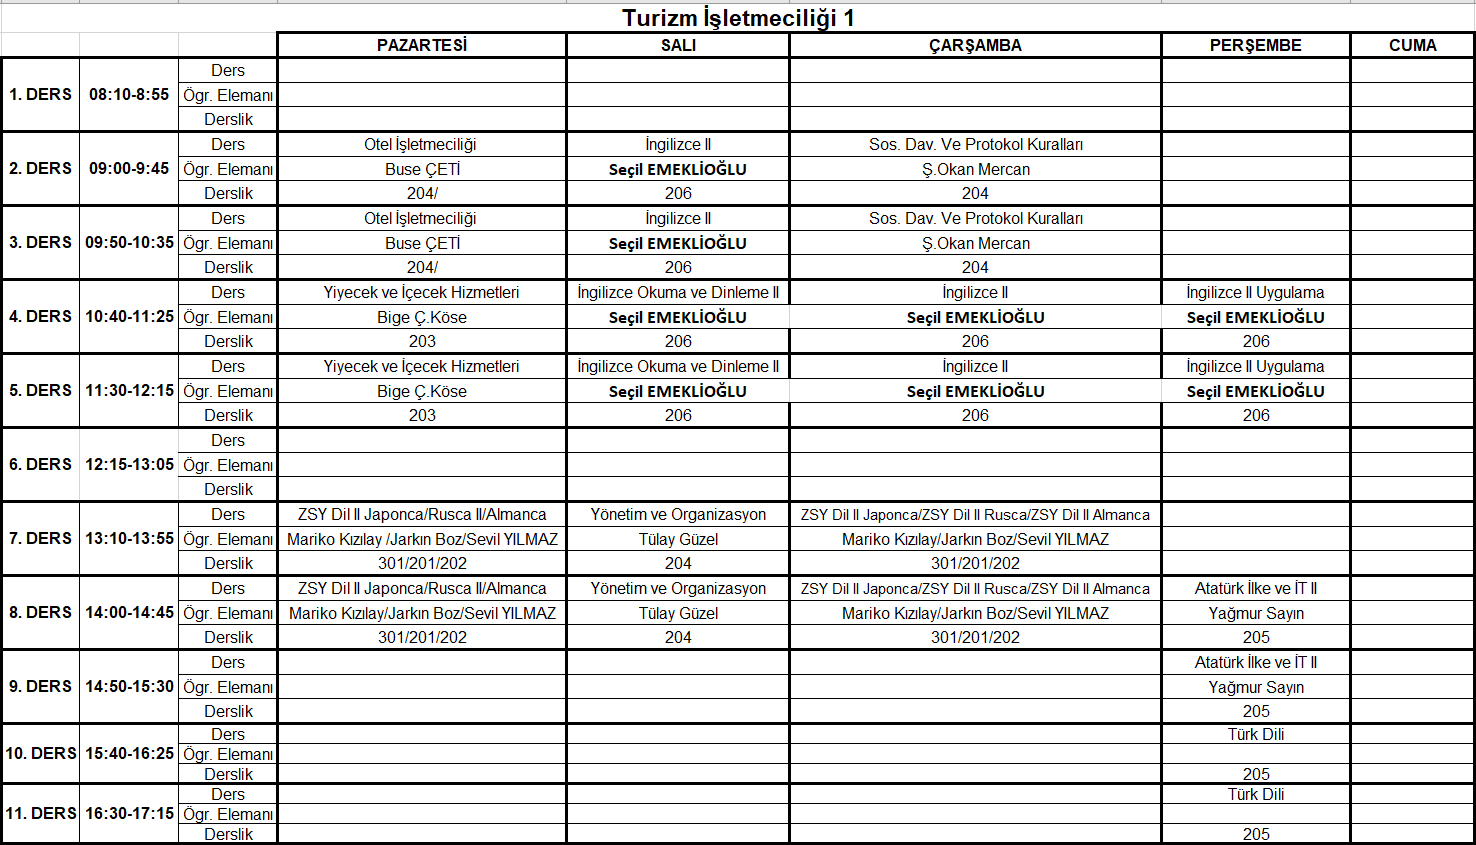 Turizm İşletmeciliği 1
PAZARTESİ SALI ÇARŞAMBA PERŞEMBE CUMA
1. DERS 08:10-8:55 Ders
Ögr. Elemanı
Derslik
2. DERS 09:00-9:45 Ders Otel İşletmeciliği İngilizce II Sos. Dav. Ve Protokol Kuralları
Ögr. Elemanı Buse ÇETİ Seçil EMEKLİOĞLU Ş.Okan Mercan
Derslik 204/ 206 204
3. DERS 09:50-10:35 Ders Otel İşletmeciliği İngilizce II Sos. Dav. Ve Protokol Kuralları
Ögr. Elemanı Buse ÇETİ Seçil EMEKLİOĞLU Ş.Okan Mercan
Derslik 204/ 206 204
4. DERS 10:40-11:25 Ders Yiyecek ve İçecek Hizmetleri İngilizce Okuma ve Dinleme II İngilizce II İngilizce II Uygulama
Ögr. Elemanı Bige Ç.Köse Seçil EMEKLİOĞLU Seçil EMEKLİOĞLU Seçil EMEKLİOĞLU
Derslik 203 206 206 206
5. DERS 11:30-12:15 Ders Yiyecek ve İçecek Hizmetleri İngilizce Okuma ve Dinleme II İngilizce II İngilizce II Uygulama
Ögr. Elemanı Bige Ç.Köse Seçil EMEKLİOĞLU Seçil EMEKLİOĞLU Seçil EMEKLİOĞLU
Derslik 203 206 206 206
6. DERS 12:15-13:05 Ders
Ögr. Elemanı
Derslik
7. DERS 13:10-13:55 Ders ZSY Dil II Japonca/Rusca II/Almanca Yönetim ve Organizasyon ZSY Dil II Japonca/ZSY Dil II Rusca/ZSY Dil II Almanca
Ögr. Elemanı Mariko Kızılay /Jarkın Boz/Sevil YILMAZ Tülay Güzel Mariko Kızılay/Jarkın Boz/Sevil YILMAZ
Derslik 301/201/202 204 301/201/202
8. DERS 14:00-14:45 Ders ZSY Dil II Japonca/Rusca II/Almanca Yönetim ve Organizasyon ZSY Dil II Japonca/ZSY Dil II Rusca/ZSY Dil II Almanca Atatürk İlke ve İT II
Ögr. Elemanı Mariko Kızılay/Jarkın Boz/Sevil YILMAZ Tülay Güzel Mariko Kızılay/Jarkın Boz/Sevil YILMAZ Yağmur Sayın
Derslik 301/201/202 204 301/201/202 205
9. DERS 14:50-15:30 Ders Atatürk İlke ve İT II
Ögr. Elemanı Yağmur Sayın
Derslik 205
10. DERS 15:40-16:25 Ders Türk Dili
Ögr. Elemanı
Derslik 205
11. DERS 16:30-17:15 Ders Türk Dili
Ögr. Elemanı
Derslik 205